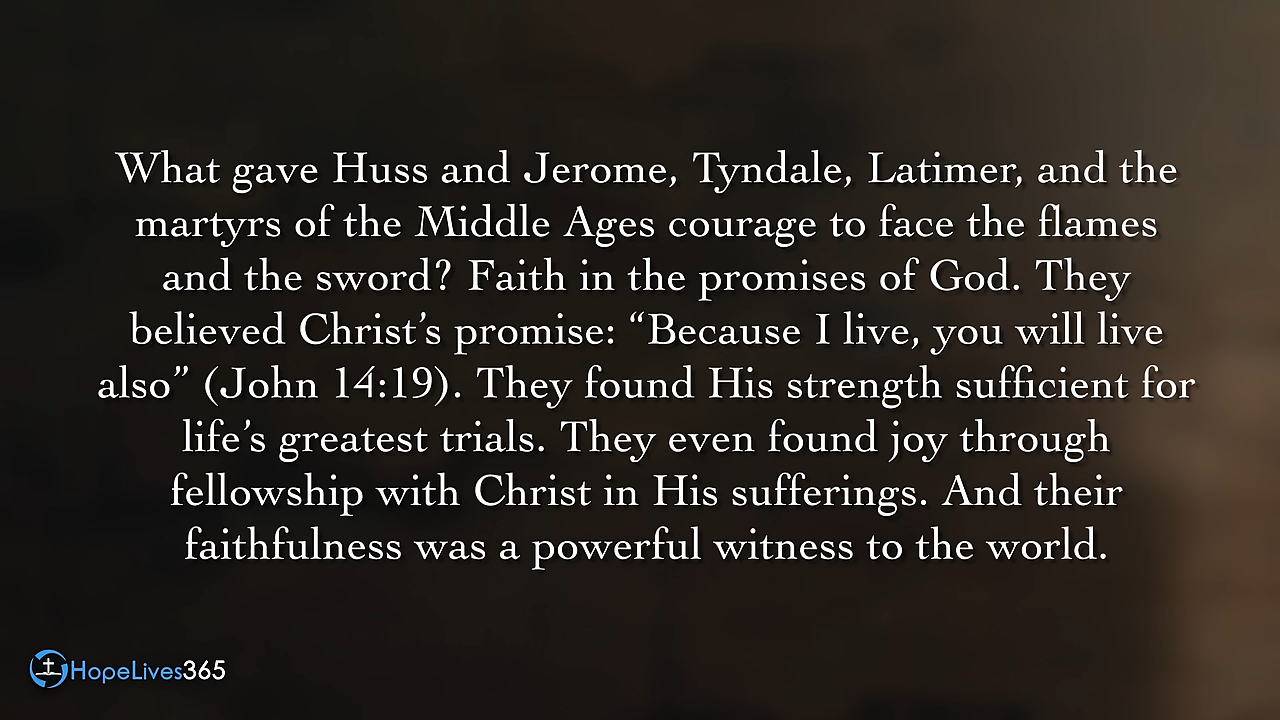 What gave Huss and Jerome, Tyndale, Latimer, and the
martyrs of the Middle Ages courage to face the flames
and the sword? Faith in the promises of God. They
believed Christ’s promise: “Because I live, you will live
also” (John 14:19). They found His strength sufficient for
life’s greatest trials. They even found joy through
fellowship with Christ in His sufferings. And their
faithfulness was a powerful witness to the world.
HopeLives365